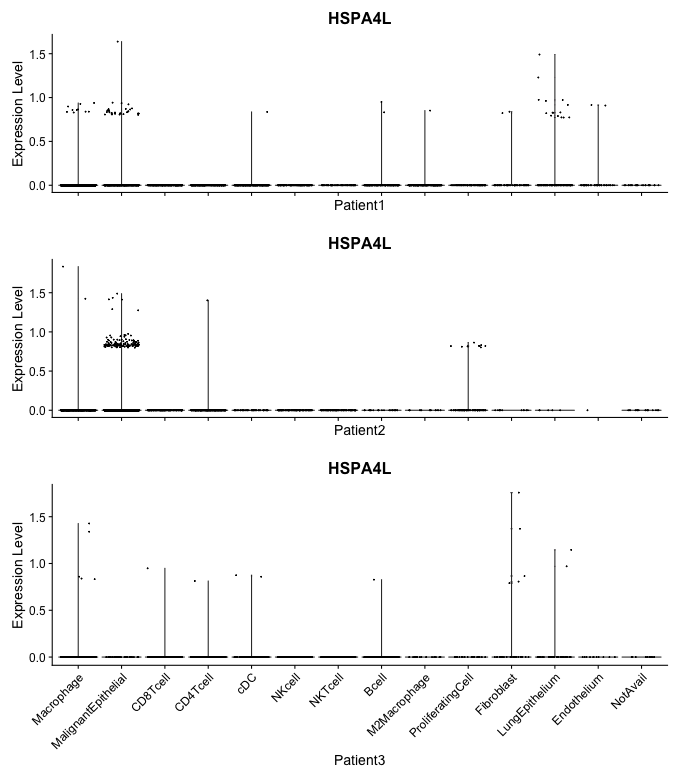 HSPA4L
Expression Level
1.5
1.0
0.5
0.0
Patient1
HSPA4L
Expression Level
1.5
1.0
0.5
0.0
Patient2
HSPA4L
Expression Level
1.5
1.0
0.5
0.0
Macrophage
MalignantEpithelial
CD8Tcell
CD4Tcell
cDC
NKcell
NKTcell
Bcell
M2Macrophage
ProliferatingCell
Fibroblast
LungEpithelium
Endothelium
NotAvail
Patient3